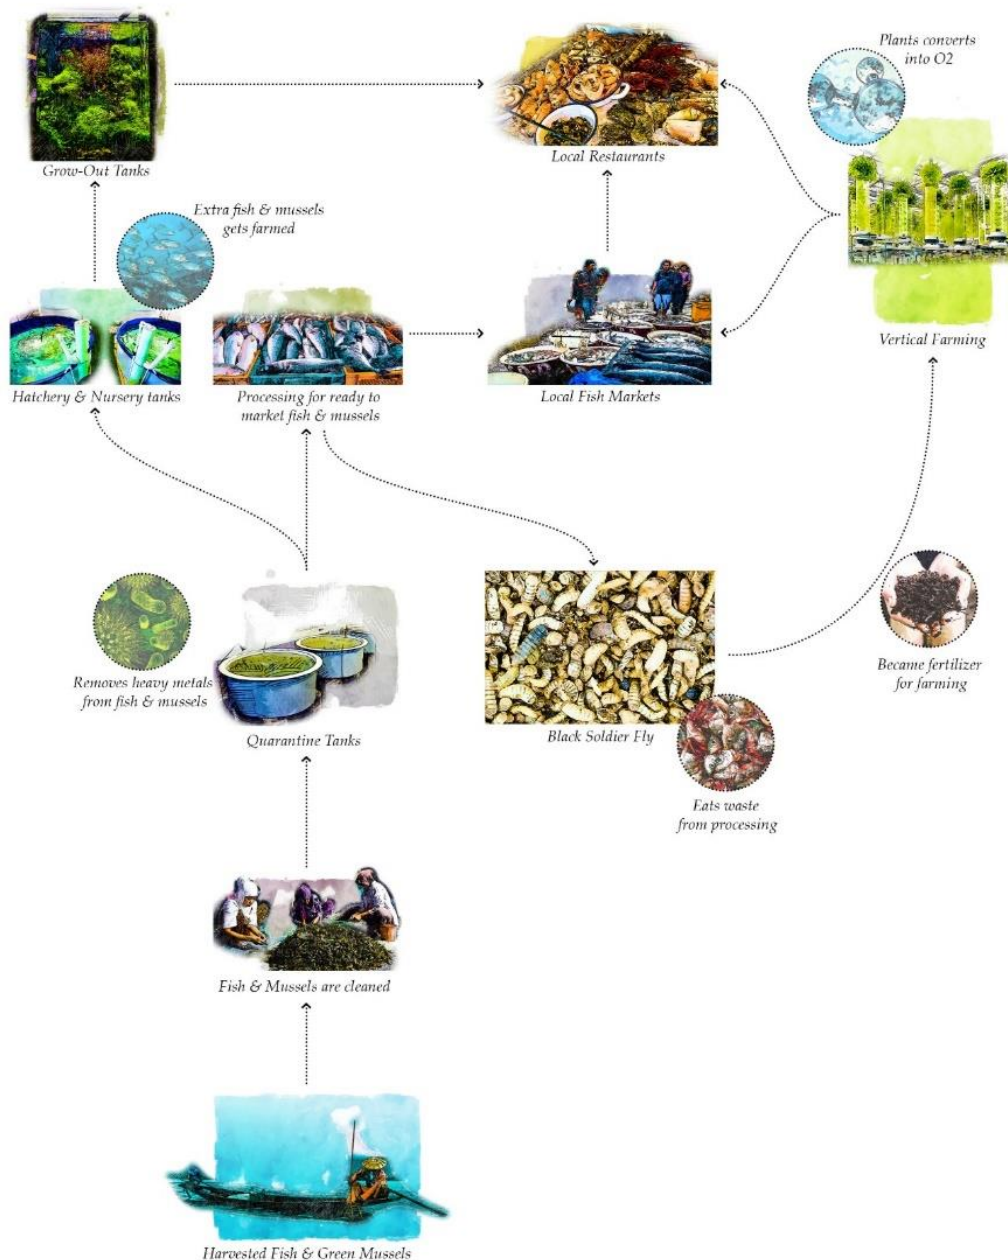 Plants converts
into O2
Grow-Out Tanks
Local Restaurants
Extra fish & mussels
gets farmed
Vertical Farming
Hatchery & Nursery tanks
Processing for ready to
market fish & mussels
Local Fish Markets
Removes heavy metals
from fish & mussels
Became fertilizer
for farming
Quarantine Tanks
Black Soldier Fly
Eats waste
from processing
Fish & Mussels are cleaned
Harvested Fish & Green Mussels